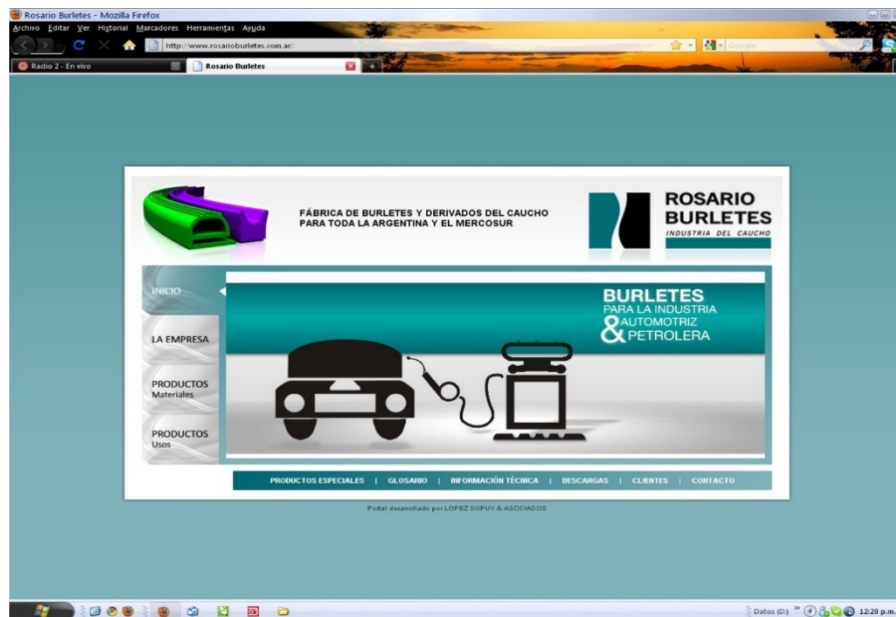 Rosario Burletes - Mozilla Firefox
Archivo Editar Ver Historial Marcadores Herramientas Ayuda
http://www.rosarioburletes.com.ar/
Google
Radio 2 - En vivo
Rosario Burletes
FÁBRICA DE BURLETES Y DERIVADOS DEL CAUCHO
PARA TODA LA ARGENTINA Y EL MERCOSUR
ROSARIO
BURLETES
INDUSTRIA DEL CAUCHO
INICIO
LA EMPRESA
PRODUCTOS
Materiales
PRODUCTOS
Usos
BURLETES
PARA LA INDUSTRIA
& AUTOMOTRIZ
PETROLERA
PRODUCTOS ESPECIALES | GLOSARIO | INFORMACIÓN TÉCNICA | DESCARGAS | CLIENTES | CONTACTO
Portal desarrollado por LOPEZ DUPUY & ASOCIADOS
Datos (D:) » 12:20 p.m.